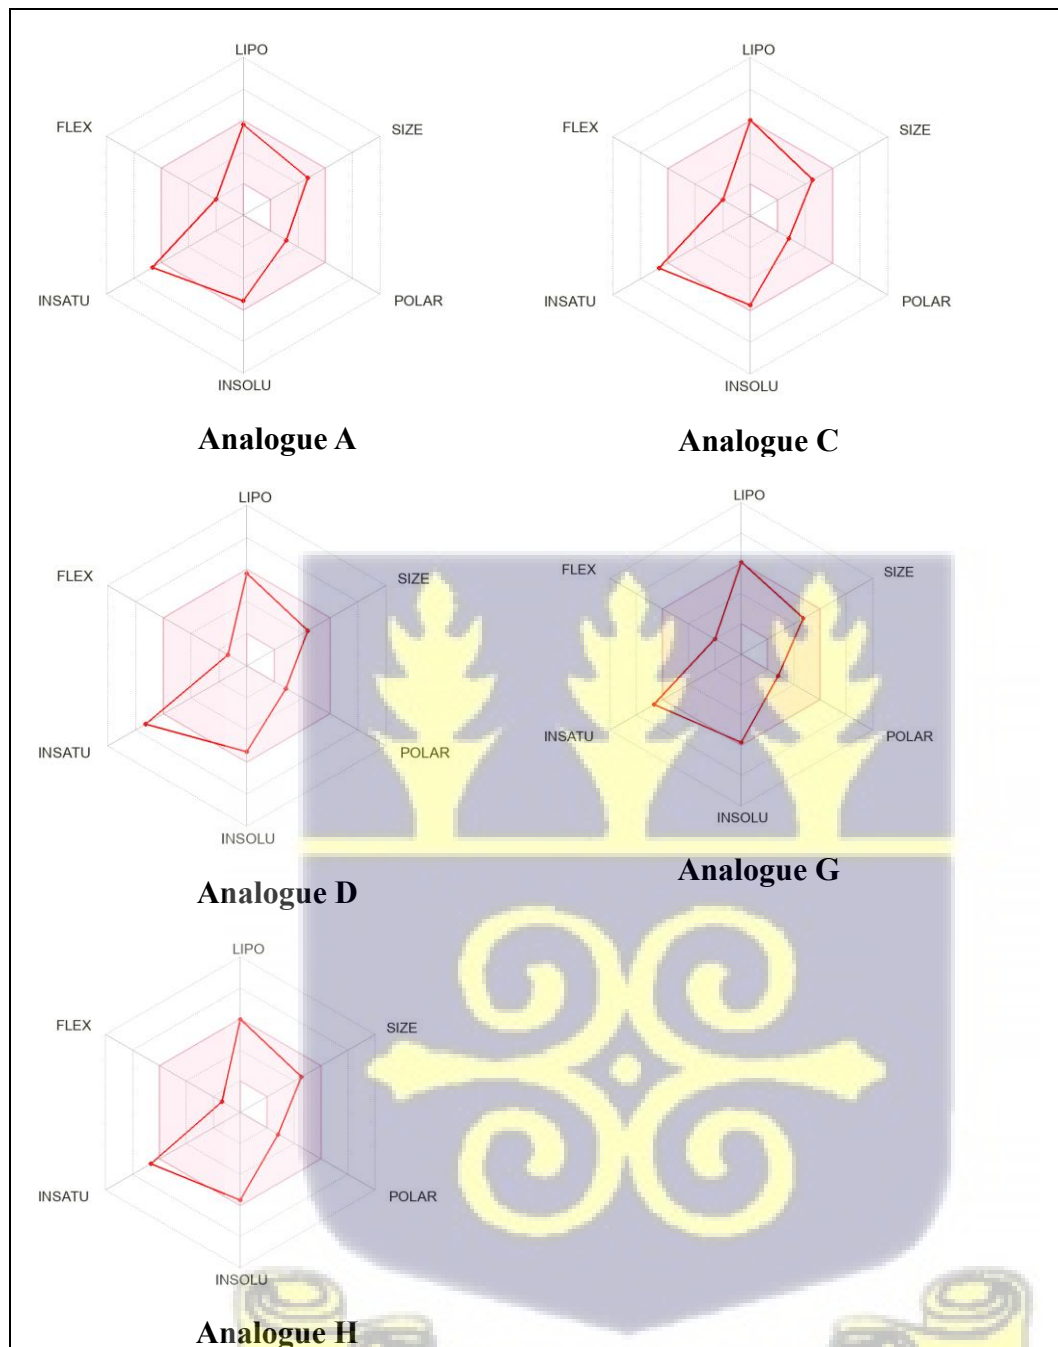 LIPO
FLEX
SIZE
INSATU
POLAR
INSOLU
Analogue A
LIPO
FLEX
SIZE
INSATU
POLAR
INSOLU
Analogue C
LIPO
FLEX
SIZE
INSATU
POLAR
INSOLU
Analogue D
LIPO
FLEX
SIZE
INSATU
POLAR
INSOLU
Analogue G
LIPO
FLEX
SIZE
INSATU
POLAR
INSOLU
Analogue H